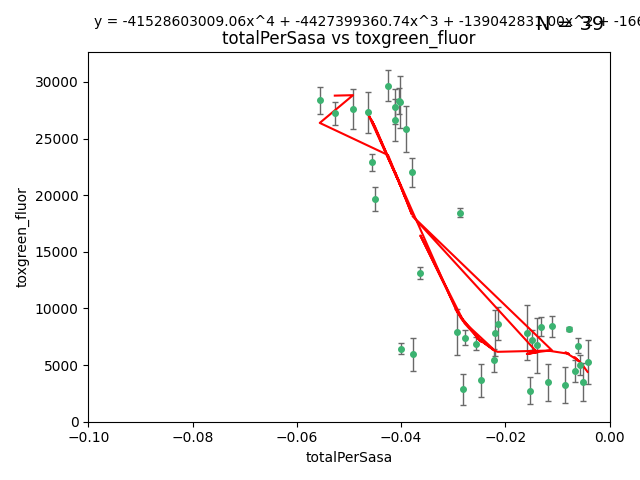 y = -41528603009.06x^4 + -4427399360.74x^3 + -139042831.00x^2 + -166
N = 39
totalPerSasa vs toxgreen_fluor
30000
25000
20000
15000
10000
5000
0
toxgreen_fluor
−0.10 −0.08 −0.06 −0.04 −0.02 0.00
totalPerSasa